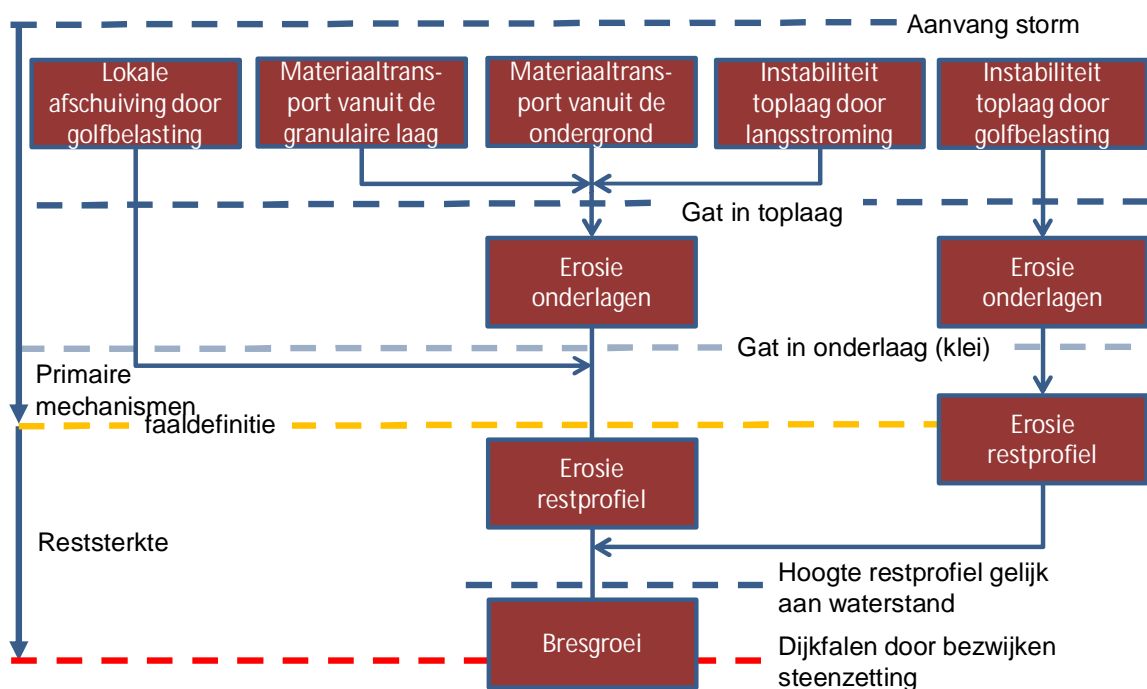 Aanvang storm
Lokale
afschuiving door
golfbelasting
Materiaaltrans-
port vanuit de
granulaire laag
Materiaaltrans-
port vanuit de
ondergrond
Instabiliteit
toplaag door
langsstroming
Instabiliteit
toplaag door
golfbelasting
Gat in toplaag
Erosie
onderlagen
Erosie
onderlagen
Gat in onderlaag (klei)
Primaire
mechanismen
faaldefinitie
Erosie
restprofiel
Erosie
restprofiel
Reststerkte
Hoogte restprofiel gelijk
aan waterstand
Bresgroei
Dijkfalen door bezwijken
steenzetting